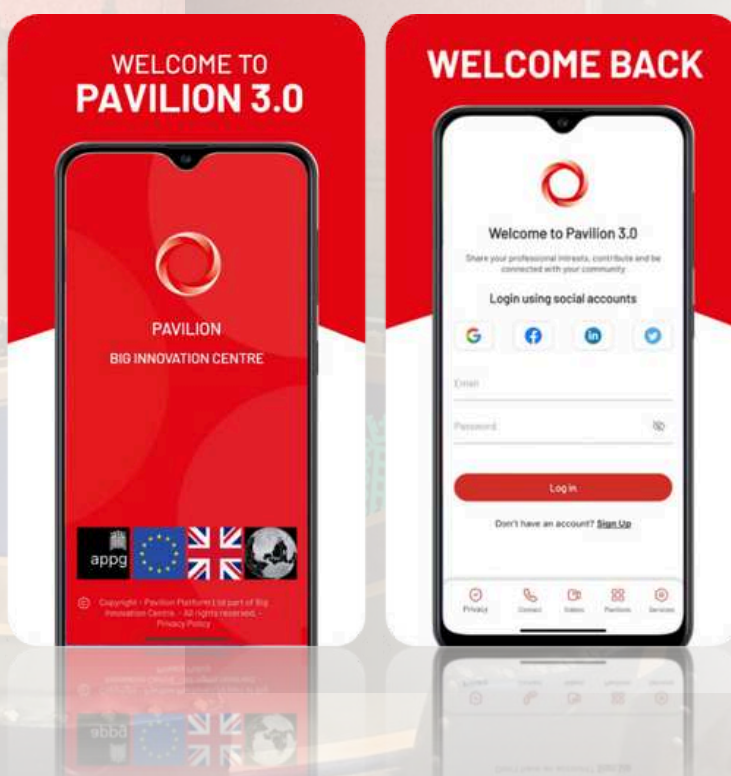 WELCOME TO
PAVILION 3.0
PAVILION
BIG INNOVATION CENTRE
appg
Copyright - Pavilion Platform Ltd part of Big
Innovation Centre. - All rights reserved. -
Privacy Policy
WELCOME BACK
Welcome to Pavilion 3.0
Share your professional intrests, contribute and be
connected with your community
Login using social accounts
Email
Password
Log in
Don't have an account? Sign Up
Privacy Connect Videos Pavilions Services